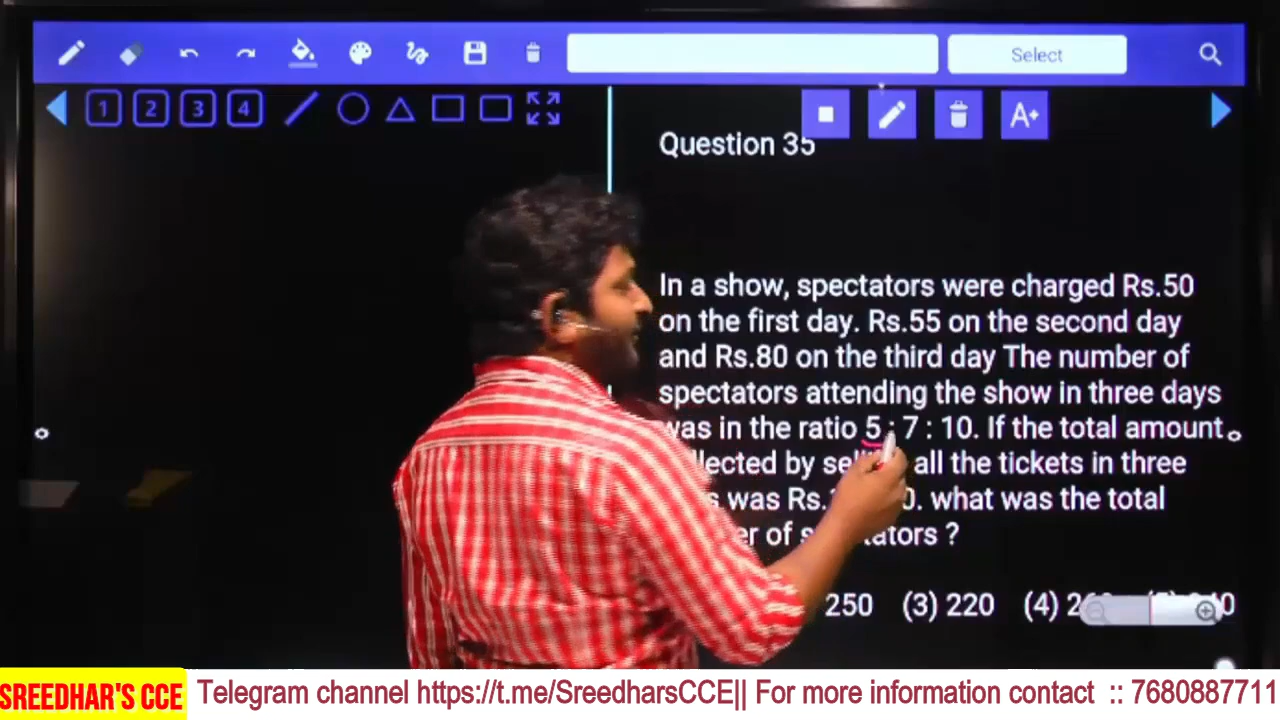 Select
1 2 3 4
A+
Question 35
In a show, spectators were charged Rs.50
on the first day. Rs.55 on the second day
and Rs.80 on the third day The number of
spectators attending the show in three days
was in the ratio 5 : 7 : 10. If the total amount
all the tickets in three
was Rs. what was the total
of ?
250 (3) 220 (4)
SREEDHAR'S CCE Telegram channel https://t.me/SreedharsCCE|| For more information contact :: 7680887711